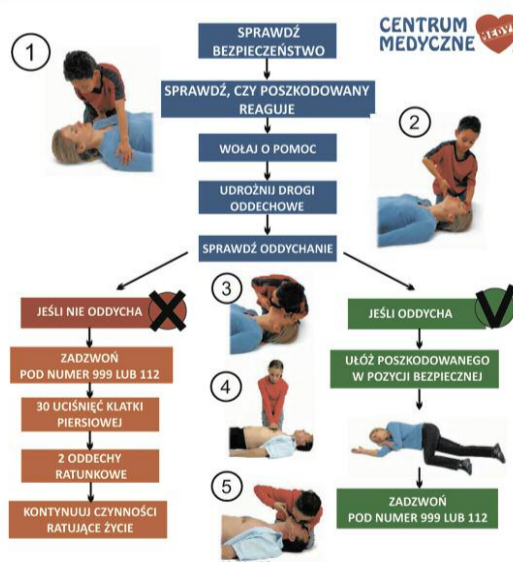 CENTRUM
MEDYCZNE
1
SPRAWDŹ
BEZPIECZEŃSTWO
SPRAWDŹ, CZY POSZKODOWANY
REAGUJE
2
WOŁAJ O POMOC
UDROŻNIJ DROGI
ODDECHOWE
SPRAWDŹ ODDYCHANIE
JEŚLI NIE ODDYCHA
ZADZWOŃ
POD NUMER 999 LUB 112
30 UCIŚNIĘĆ KLATKI
PIERSIOWEJ
2 ODDECHY
RATUNKOWE
KONTYNUUJ CZYNNOŚCI
RATUJĄCE ŻYCIE
3
4
5
JEŚLI ODDYCHA
UŁÓŻ POSZKODOWANEGO
W POZYCJI BEZPIECZNEJ
ZADZWOŃ
POD NUMER 999 LUB 112